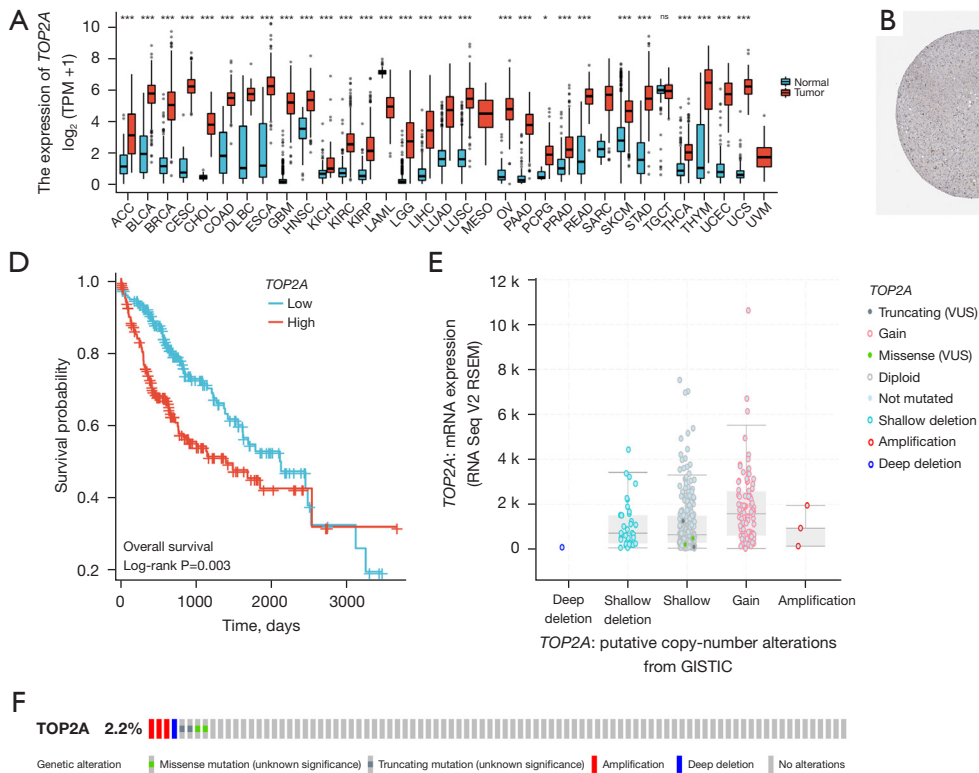 A
The expression of TOP2A
log2 (TPM +1)
10
8
6
4
2
0
*** *** *** *** *** *** *** *** *** *** *** *** *** *** *** *** *** *** *** *** * *** *** *** *** ns *** *** *** ***
Normal
Tumor
ACC BLCA BRCA CESC CHOL COAD DLBC ESCA GBM HNSC KICH KIRC KIRP LAML LGG LIHC LUAD LUSC MESO OV PAAD PCPG PRAD READ SARC SKCM STAD TGCT THCA THYM UCEC UCS UVM
B
D
Survival probability
1.0
0.8
0.6
0.4
0.2
TOP2A
Low
High
Overall survival
Log-rank P=0.003
0 1000 2000 3000
Time, days
E
TOP2A: mRNA expression
(RNA Seq V2 RSEM)
12 k
10 k
8 k
6 k
4 k
2 k
0
Deep deletion
Shallow deletion
Shallow
Gain
Amplification
TOP2A: putative copy-number alterations
from GISTIC
TOP2A
Truncating (VUS)
Gain
Missense (VUS)
Diploid
Not mutated
Shallow deletion
Amplification
Deep deletion
F
TOP2A 2.2%
Genetic alteration Missense mutation (unknown significance) Truncating mutation (unknown significance) Amplification Deep deletion No alterations